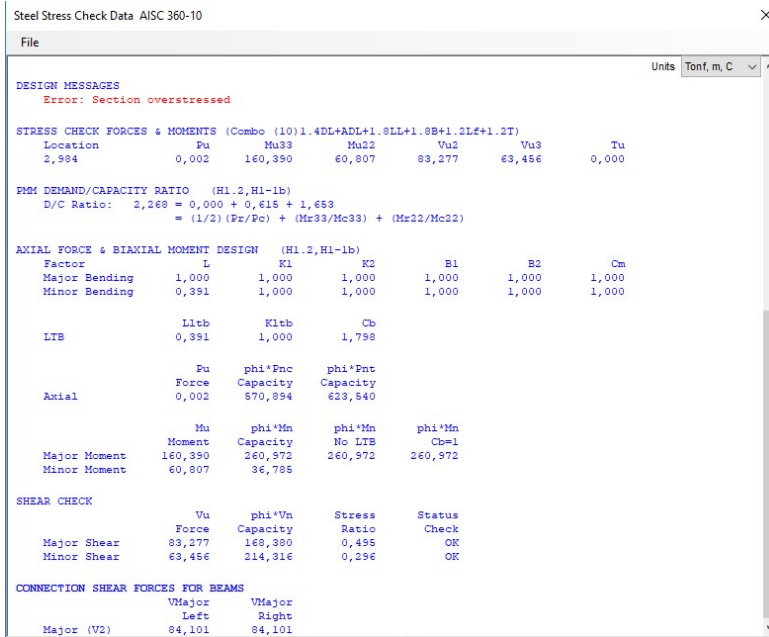 Steel Stress Check Data AISC 360-10
File
Units Tonf, m, C
DESIGN MESSAGES
Error: Section overstressed
STRESS CHECK FORCES & MOMENTS (Combo (10)1.4DL+ADL+1.8LL+1.8B+1.2Lf+1.2T)
Location Pu Mu33 Mu22 Vu2 Vu3 Tu
2,984 0,002 160,390 60,807 83,277 63,456 0,000
PMM DEMAND/CAPACITY RATIO (H1.2,H1-1b)
D/C Ratio: 2,268 = 0,000 + 0,615 + 1,653
= (1/2)(Pr/Pc) + (Mr33/Mc33) + (Mr22/Mc22)
AXIAL FORCE & BIAXIAL MOMENT DESIGN (H1.2,H1-1b)
Factor L K1 K2 B1 B2 Cm
Major Bending 1,000 1,000 1,000 1,000 1,000 1,000
Minor Bending 0,391 1,000 1,000 1,000 1,000 1,000
Lltb Kltb Cb
LTB 0,391 1,000 1,798
Pu phi*Pnc phi*Pnt
Force Capacity Capacity
Axial 0,002 570,894 623,540
Mu phi*Mn phi*Mn phi*Mn
Moment Capacity No LTB Cb=1
Major Moment 160,390 260,972 260,972 260,972
Minor Moment 60,807 36,785
SHEAR CHECK
Vu phi*Vn Stress Status
Force Capacity Ratio Check
Major Shear 83,277 168,380 0,495 OK
Minor Shear 63,456 214,316 0,296 OK
CONNECTION SHEAR FORCES FOR BEAMS
VMajor VMajor
Left Right
Major (V2) 84,101 84,101